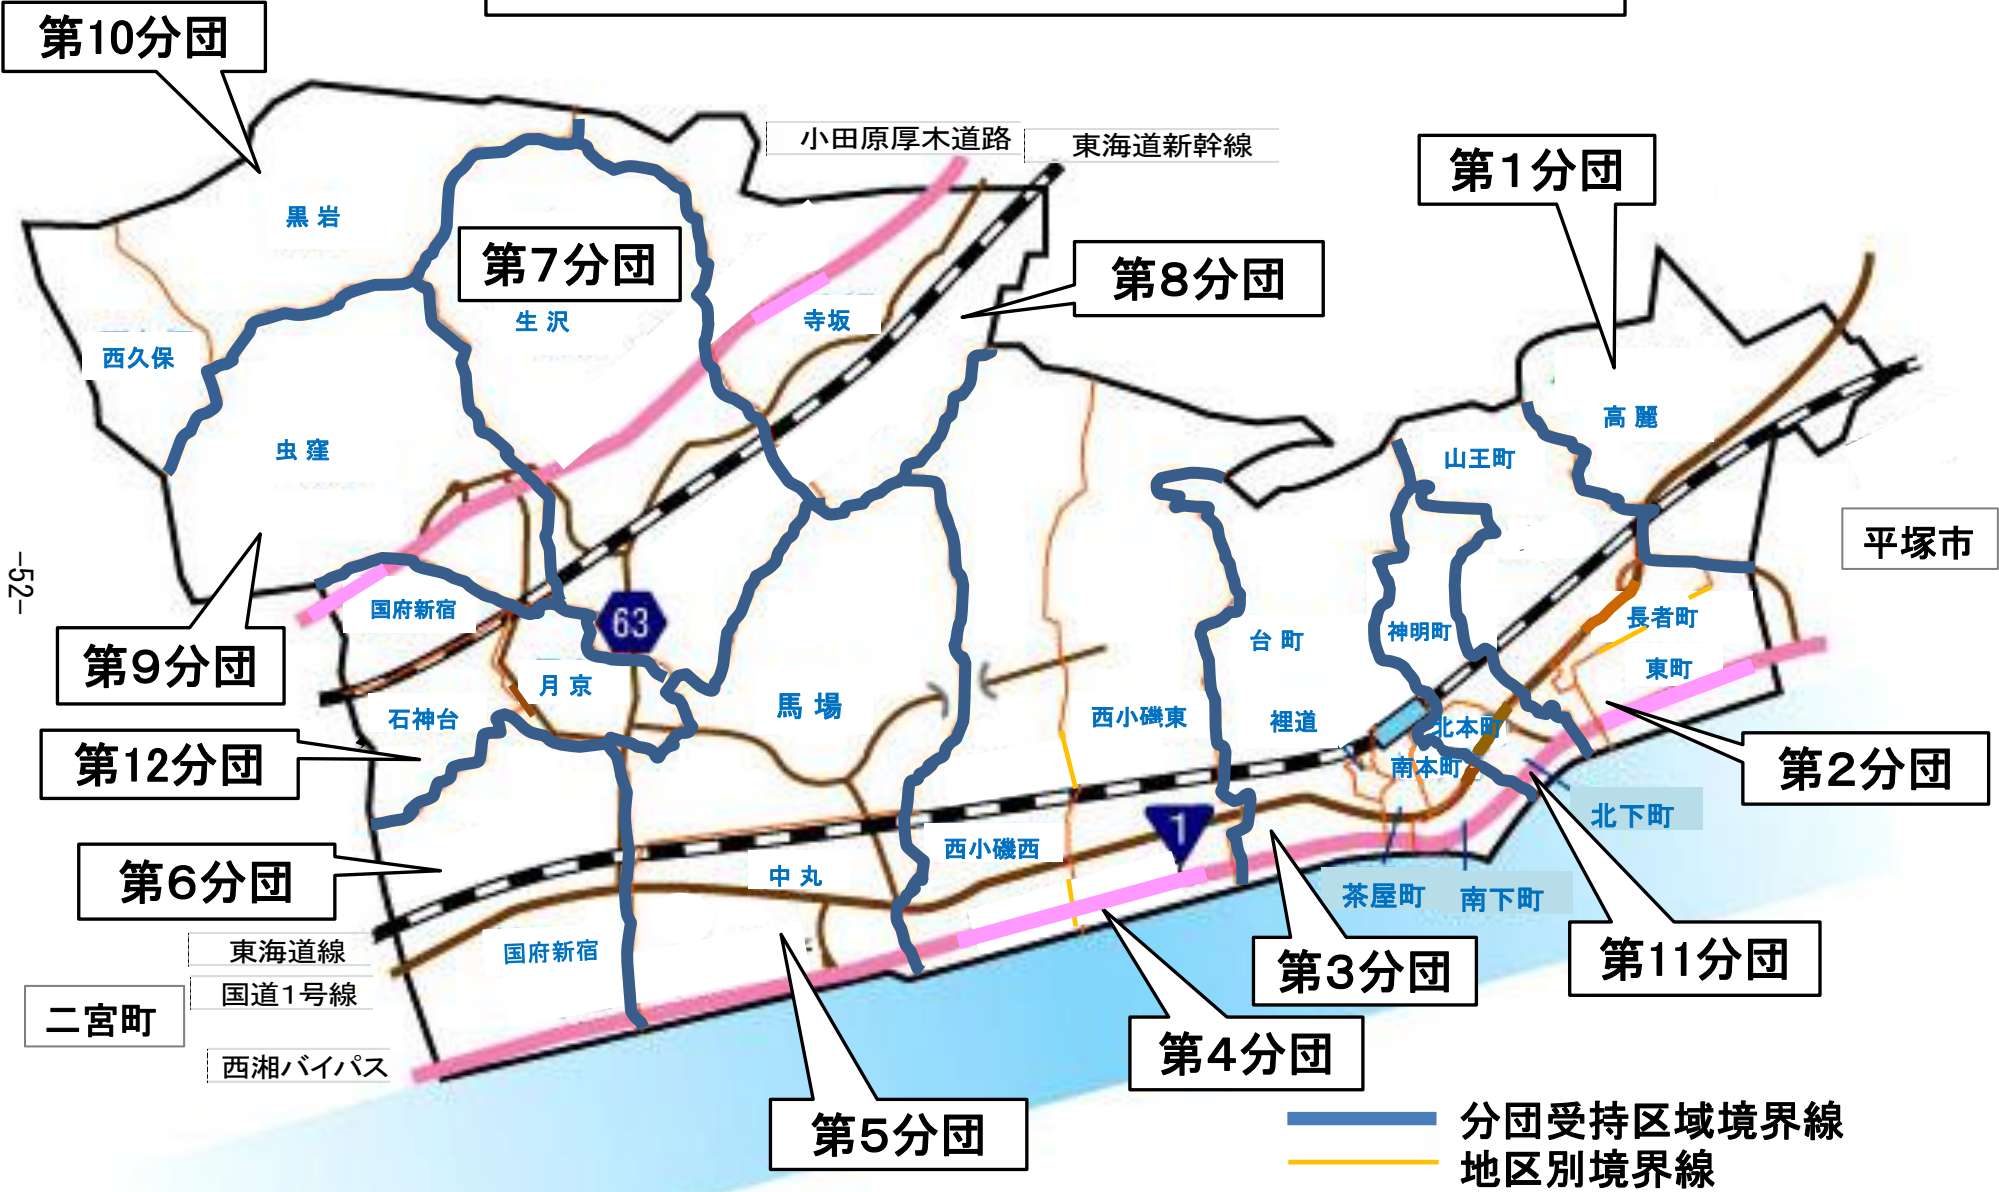 第10分団
小田原厚木道路
東海道新幹線
第1分団
黒岩
第7分団
第8分団
生沢
寺坂
西久保
高麗
虫窪
山王町
平塚市
-52-
国府新宿
63
長者町
台町
神明町
第9分団
月京
東町
石神台
馬場
西小磯東
裡道
北本町
第12分団
南本町
第2分団
北下町
1
西小磯西
第6分団
中丸
茶屋町
南下町
東海道線
国府新宿
第3分団
第11分団
国道1号線
二宮町
第4分団
西湘バイパス
第5分団
分団受持区域境界線
地区別境界線